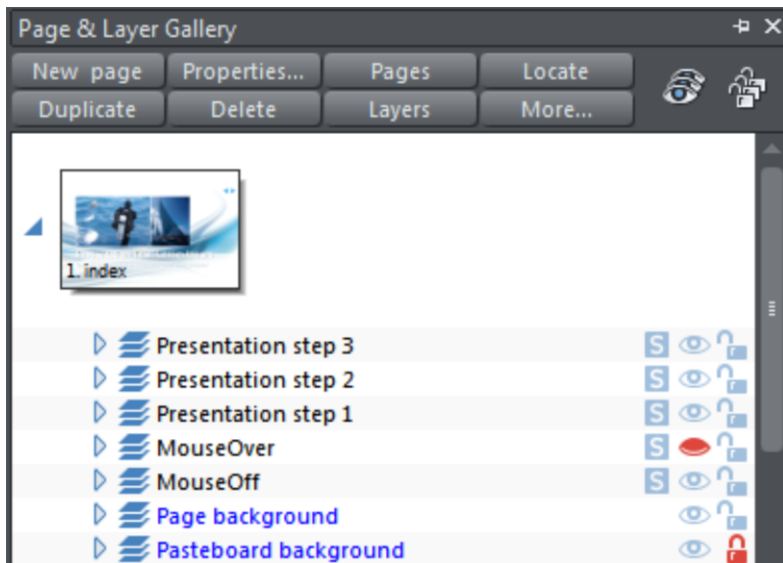 Page & Layer Gallery
New page Properties... Pages Locate
Duplicate Delete Layers More...
1. index
Presentation step 3 S
Presentation step 2 S
Presentation step 1 S
MouseOver S
MouseOff S
Page background
Pasteboard background